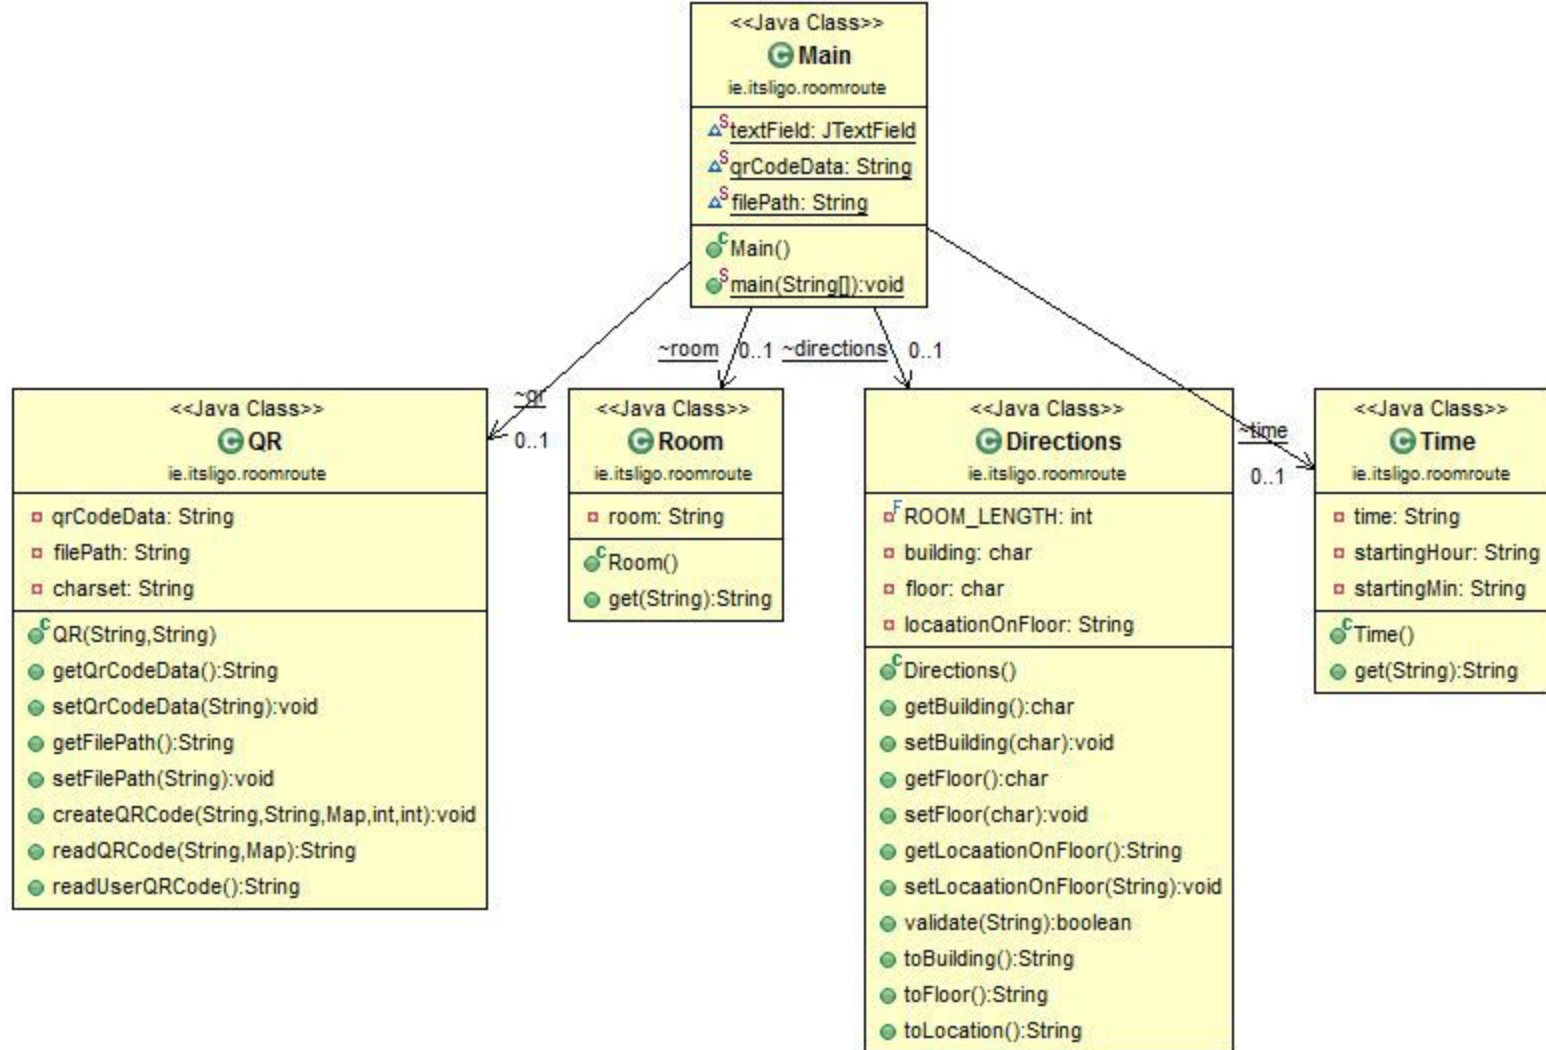 <<Java Class>>
Main
ie.itsligo.roomroute
textField: JTextField
qrCodeData: String
filePath: String
Main()
main(String[]):void
~qr
0..1
~room
0..1
~directions
0..1
~time
0..1
<<Java Class>>
QR
ie.itsligo.roomroute
qrCodeData: String
filePath: String
charset: String
QR(String,String)
getQrCodeData():String
setQrCodeData(String):void
getFilePath():String
setFilePath(String):void
createQRCode(String,String,Map,int,int):void
readQRCode(String,Map):String
readUserQRCode():String
<<Java Class>>
Room
ie.itsligo.roomroute
room: String
Room()
get(String):String
<<Java Class>>
Directions
ie.itsligo.roomroute
ROOM_LENGTH: int
building: char
floor: char
locaationOnFloor: String
Directions()
getBuilding():char
setBuilding(char):void
getFloor():char
setFloor(char):void
getLocaationOnFloor():String
setLocaationOnFloor(String):void
validate(String):boolean
toBuilding():String
toFloor():String
toLocation():String
<<Java Class>>
Time
ie.itsligo.roomroute
time: String
startingHour: String
startingMin: String
Time()
get(String):String